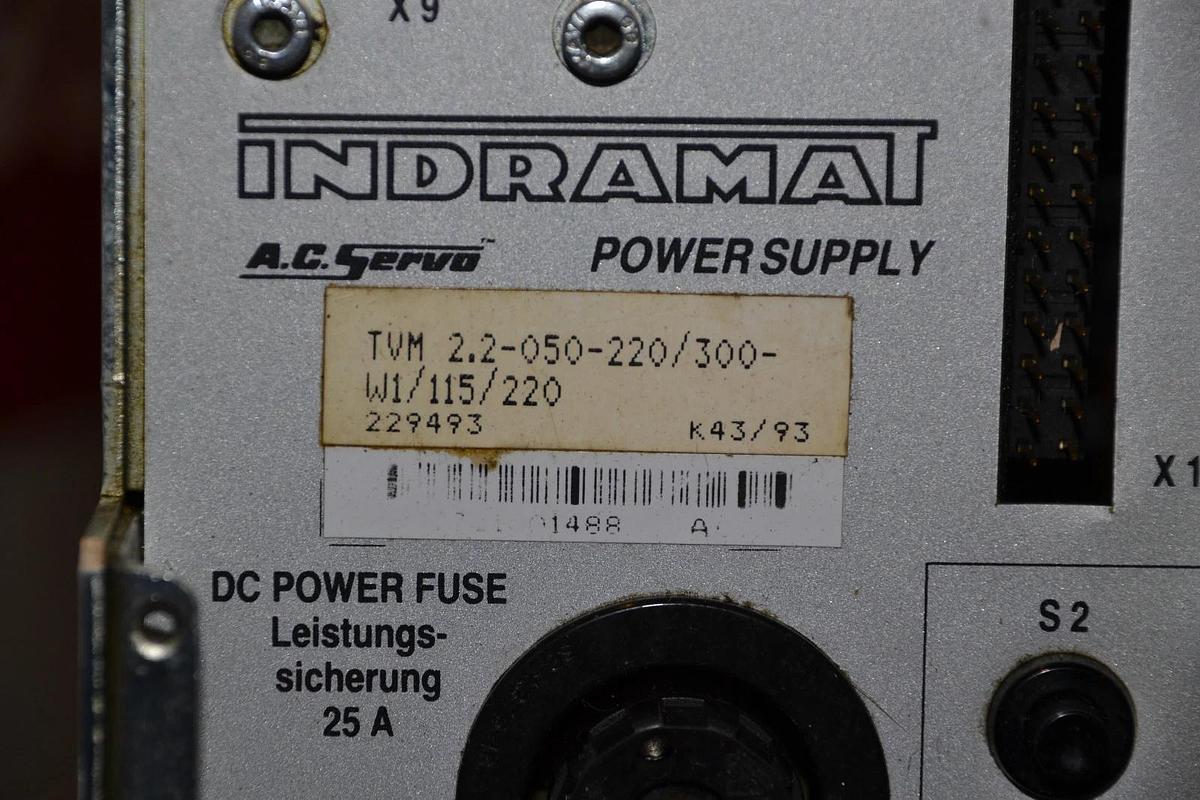 X9
INDRAMAT
A.C. Servo™
POWER SUPPLY
TVM 2.2-050-220/300-
W1/115/220
229493 K43/93
01488 A
X1
DC POWER FUSE
Leistungs-
sicherung
25 A
S2